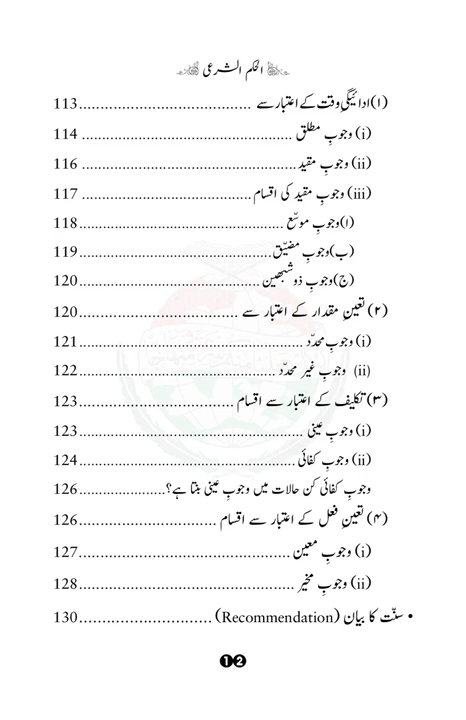 الحکم الشرعی
(۱) ادائیگیِ وقت کے اعتبار سے ..................................... 113
(i) وجوبِ مطلق ............................................. 114
(ii) وجوبِ مقید .............................................. 116
(iii) وجوبِ مقید کی اقسام .................................... 117
(ا) وجوبِ موسّع ............................................ 118
(ب) وجوبِ مضیّق .......................................... 119
(ج) وجوبِ ذو شبھین ...................................... 120
(۲) تعینِ مقدار کے اعتبار سے .................................. 120
(i) وجوبِ محدّد ................................................ 121
(ii) وجوبِ غیر محدّد .......................................... 122
(۳) تکلیف کے اعتبار سے اقسام ................................. 123
(i) وجوبِ عینی ................................................ 123
(ii) وجوبِ کفائی .............................................. 124
وجوبِ کفائی کن حالات میں وجوبِ عینی بنتا ہے؟ ...................... 126
(۴) تعینِ فعل کے اعتبار سے اقسام .............................. 126
(i) وجوبِ معین ............................................. 127
(ii) وجوبِ مخیر .............................................. 128
• سنّت کا بیان (Recommendation) ............................. 130
12